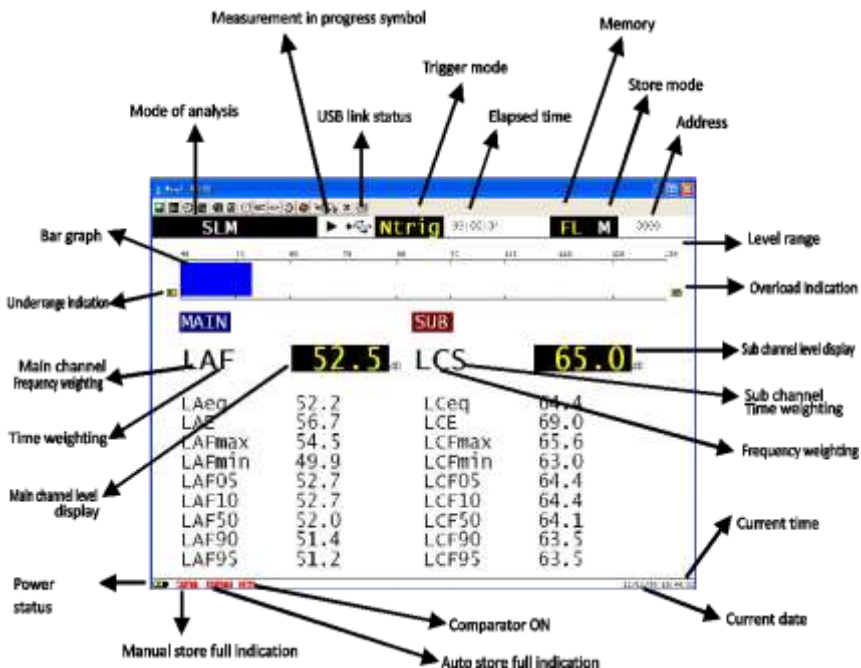 Measurement in progress symbol
Memory
Trigger mode
Store mode
Mode of analysis
USB link status
Elapsed time
Address
SLM
Ntrig
FL M
Bar graph
Level range
Underrange indication
Overload indication
MAIN
SUB
LAF 52.5
LCS 65.0
Sub channel level display
Main channel
Frequency weighting
Sub channel
Time weighting
Time weighting
Frequency weighting
Main channel level
display
LAeq 52.2 LCeq 64.4
LAE 56.7 LCE 69.0
LAFmax 54.5 LCFmax 65.6
LAFmin 49.9 LCFmin 63.0
LAF05 52.7 LCF05 64.4
LAF10 52.7 LCF10 64.4
LAF50 52.0 LCF50 64.1
LAF90 51.4 LCF90 63.5
LAF95 51.2 LCF95 63.5
Current time
Power
status
Comparator ON
Current date
Manual store full indication
Auto store full indication